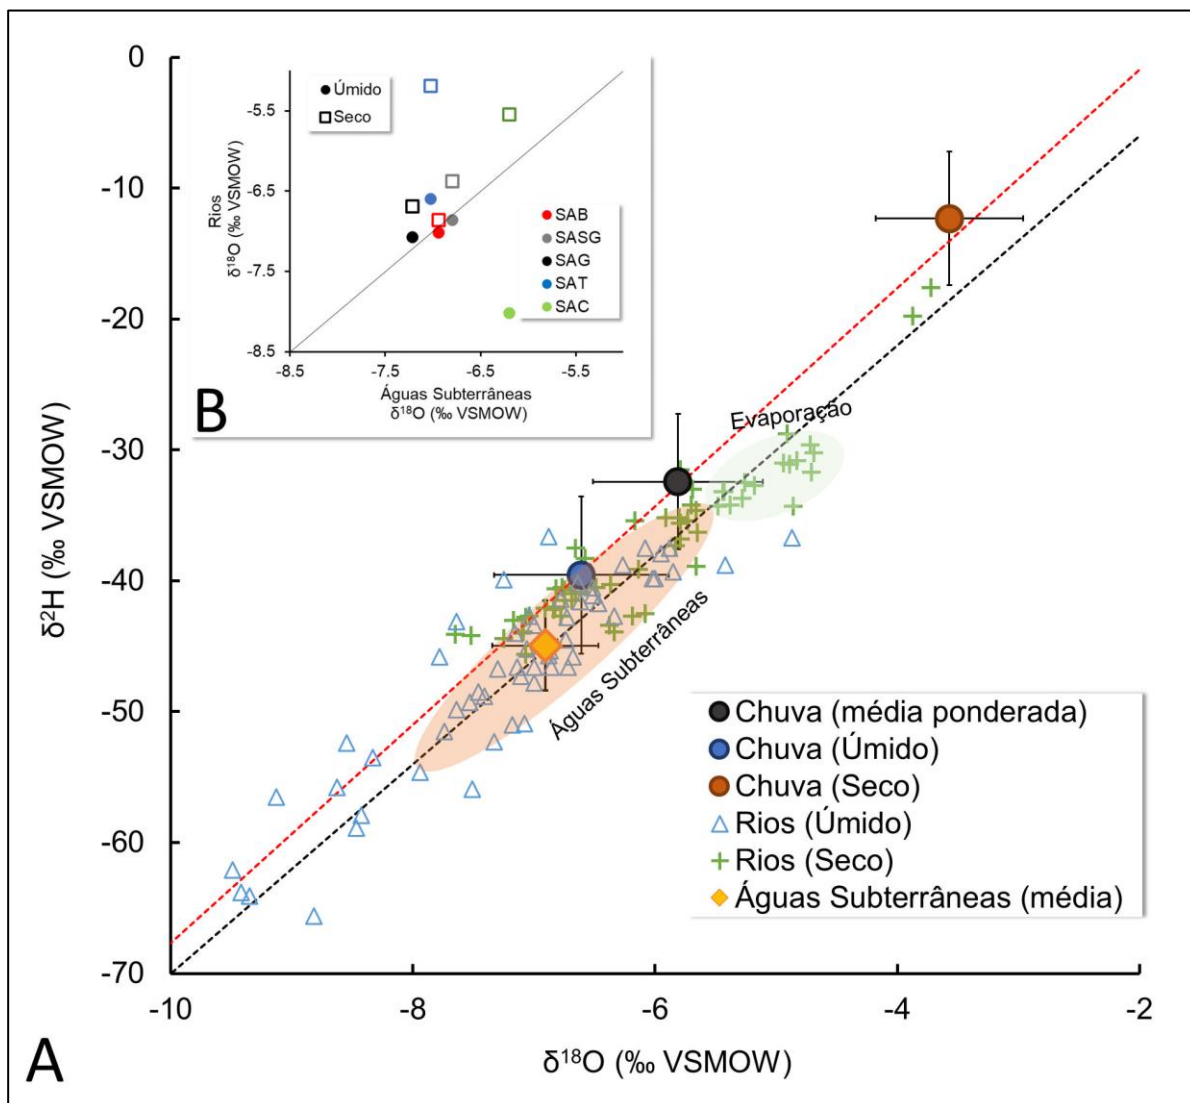 0
-10
-20
-30
-40
-50
-60
-70
-10
-8
-6
-4
-2
δ²H (‰ VSMOW)
δ¹⁸O (‰ VSMOW)
A
Úmido
Seco
-5.5
-6.5
-7.5
-8.5
-8.5
-7.5
-6.5
-5.5
Rios
δ¹⁸O (‰ VSMOW)
SAB
SASG
SAG
SAT
SAC
Águas Subterrâneas
δ¹⁸O (‰ VSMOW)
B
Evaporação
Águas Subterrâneas
Chuva (média ponderada)
Chuva (Úmido)
Chuva (Seco)
Rios (Úmido)
Rios (Seco)
Águas Subterrâneas (média)